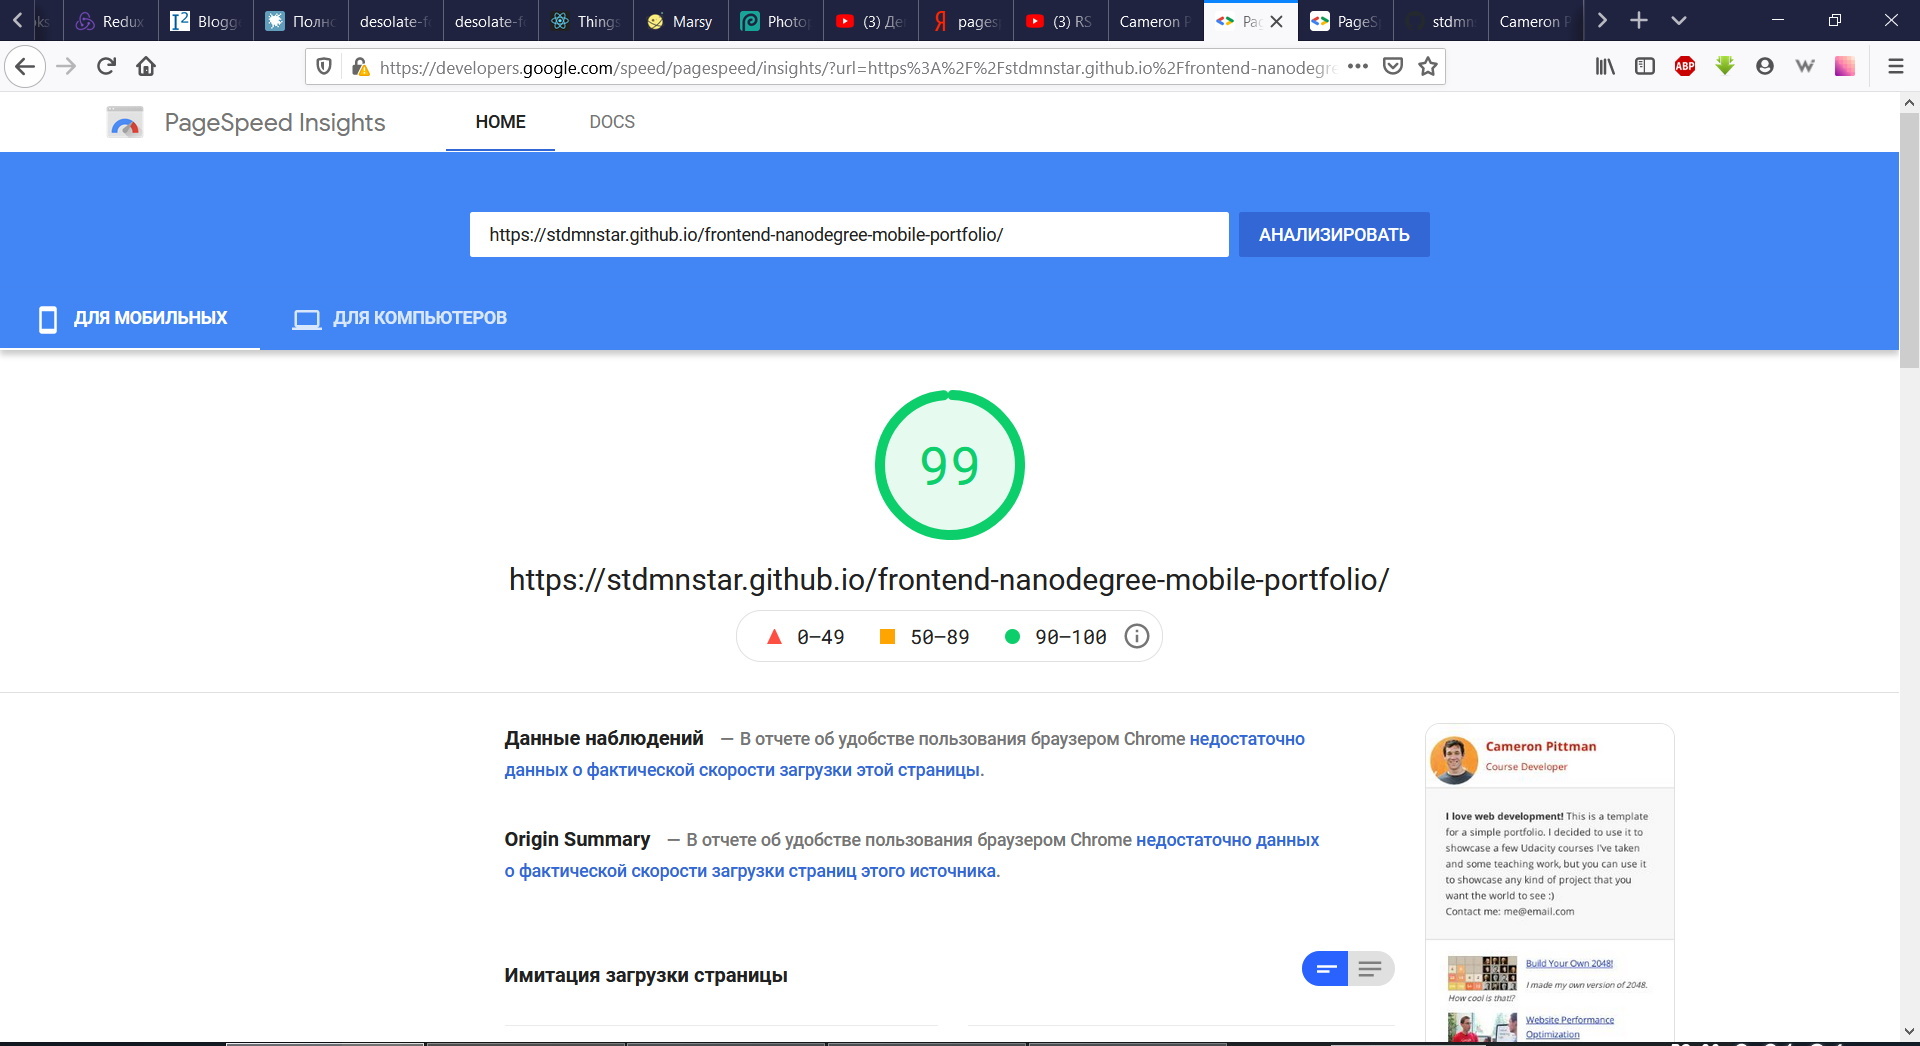 Redux
Blogg
Полн
desolate-f
desolate-f
Things
Marsy
Photo
(3) Де
pages
(3) RS
Cameron P
Pa
PageS
stdmn
Cameron P
https://developers.google.com/speed/pagespeed/insights/?url=https%3A%2F%2Fstdmnstar.github.io%2Ffrontend-nanodegre
ABP
PageSpeed Insights
HOME
DOCS
https://stdmnstar.github.io/frontend-nanodegree-mobile-portfolio/
АНАЛИЗИРОВАТЬ
ДЛЯ МОБИЛЬНЫХ
ДЛЯ КОМПЬЮТЕРОВ
99
https://stdmnstar.github.io/frontend-nanodegree-mobile-portfolio/
0–49
50–89
90–100
Данные наблюдений — В отчете об удобстве пользования браузером Chrome недостаточно
данных о фактической скорости загрузки этой страницы.
Origin Summary — В отчете об удобстве пользования браузером Chrome недостаточно данных
о фактической скорости загрузки страниц этого источника.
Имитация загрузки страницы
Cameron Pittman
Course Developer
I love web development! This is a template
for a simple portfolio. I decided to use it to
showcase a few Udacity courses I've taken
and some teaching work, but you can use it
to showcase any kind of project that you
want the world to see :)
Contact me: me@email.com
Build Your Own 2048!
I made my own version of 2048.
How cool is that!?
Website Performance
Optimization